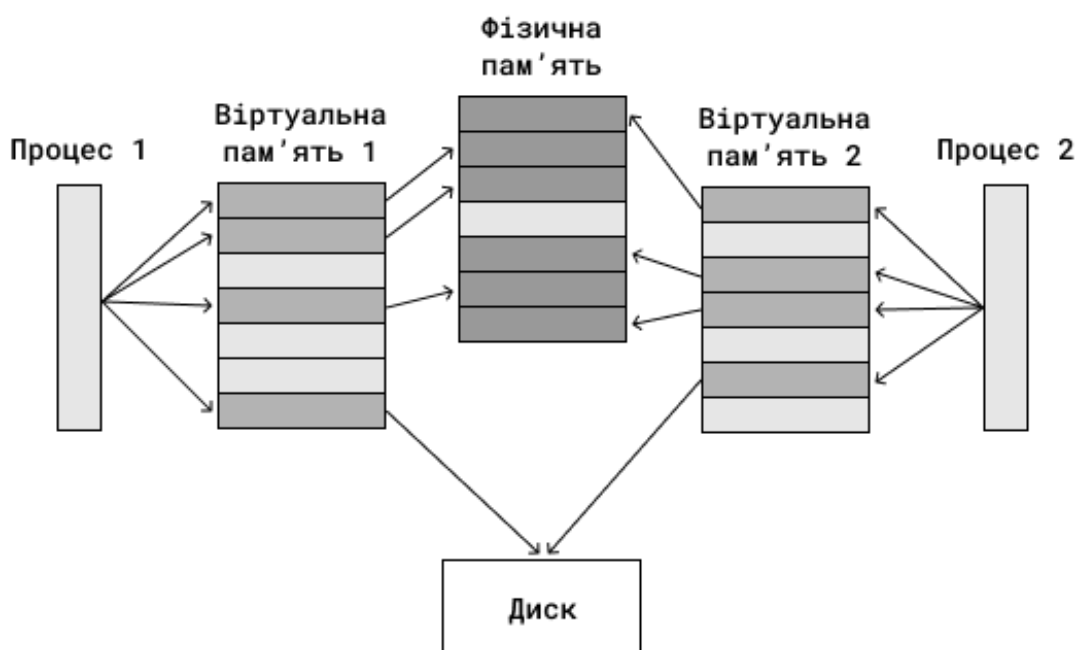 Фізична
пам’ять
Віртуальна
пам’ять 1
Віртуальна
пам’ять 2
Процес 1
Процес 2
Диск